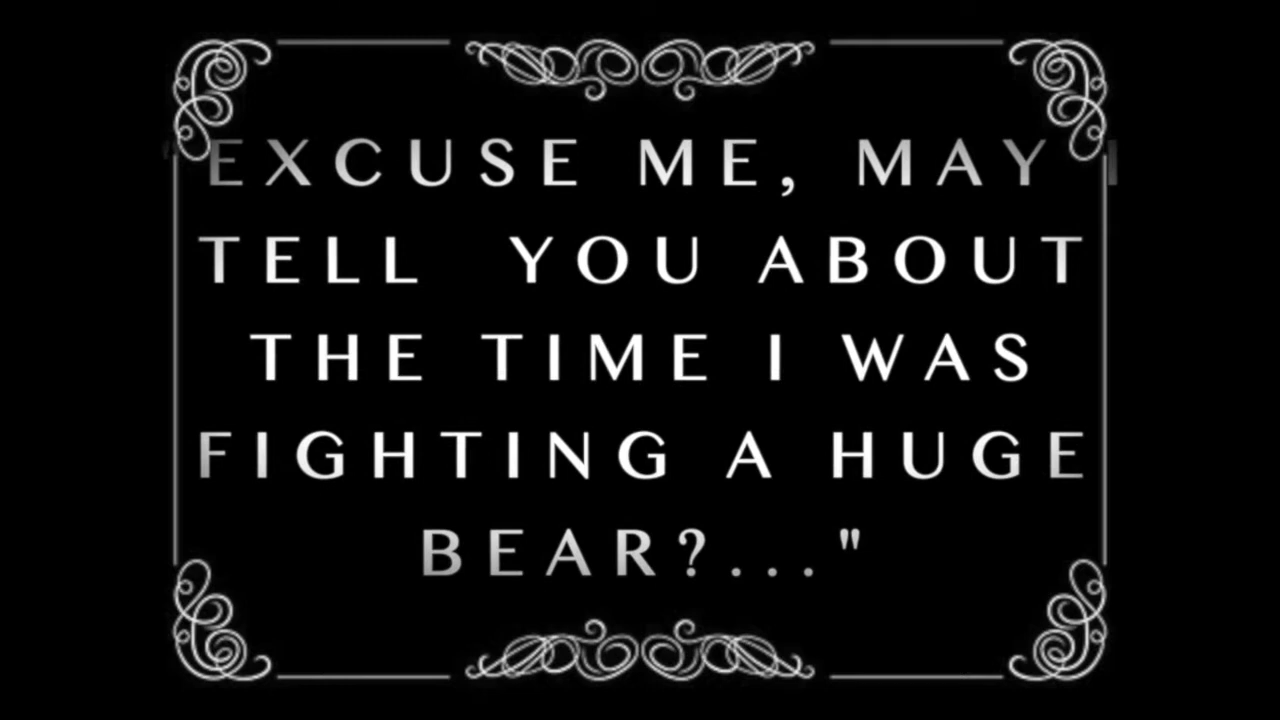 "EXCUSE ME, MAY I
TELL YOU ABOUT
THE TIME I WAS
FIGHTING A HUGE
BEAR?..."